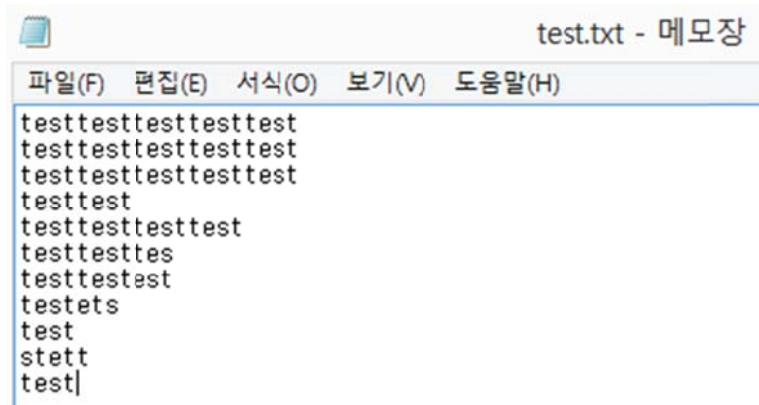 test.txt - 메모장
파일(F) 편집(E) 서식(O) 보기(V) 도움말(H)
testtesttesttesttest
testtesttesttesttest
testtesttesttesttest
testtest
testtesttesttest
testtesttes
testtestest
testets
test
stett
test